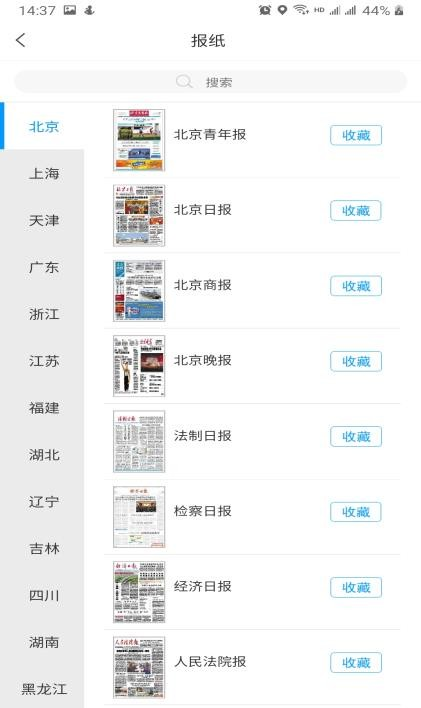 14:37
HD
44%
报纸
搜索
北京
上海
天津
广东
浙江
江苏
福建
湖北
辽宁
吉林
四川
湖南
黑龙江
北京青年报
收藏
北京日报
收藏
北京商报
收藏
北京晚报
收藏
法制日报
收藏
检察日报
收藏
经济日报
收藏
人民法院报
收藏